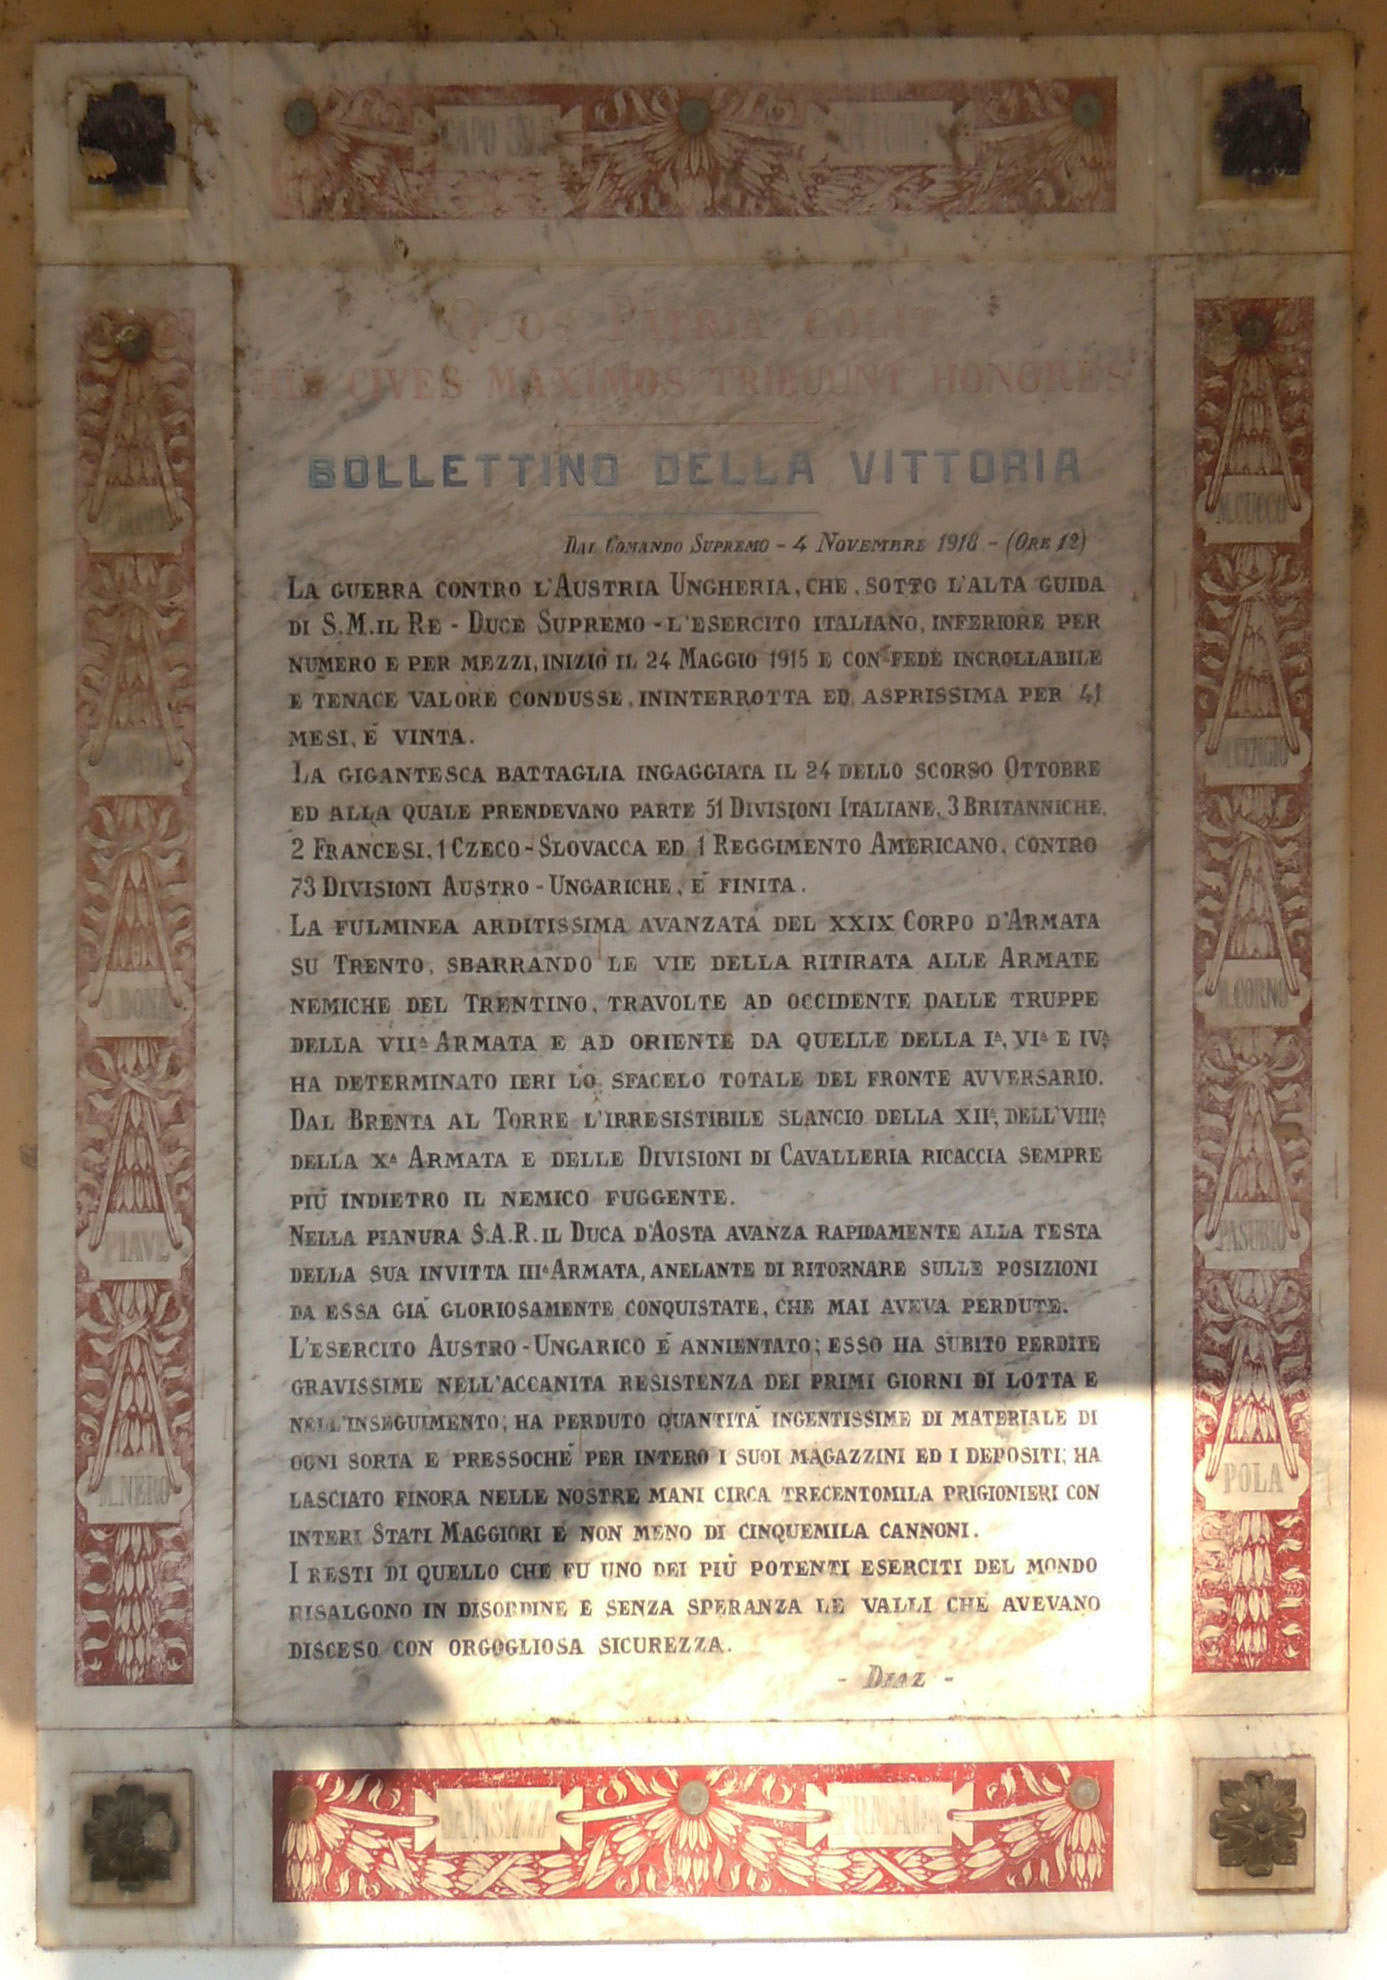 CAPO SILE
QUOS PATRIA COLIT
HIS CIVES MAXIMOS TRIBUUNT HONORES
BOLLETTINO DELLA VITTORIA
DAL COMANDO SUPREMO - 4 NOVEMBRE 1918 - (ORE 12)
LA GUERRA CONTRO L'AUSTRIA UNGHERIA, CHE, SOTTO L'ALTA GUIDA
DI S.M. IL RE - DUCE SUPREMO - L'ESERCITO ITALIANO, INFERIORE PER
NUMERO E PER MEZZI, INIZIÒ IL 24 MAGGIO 1915 E CON FEDE INCROLLABILE
E TENACE VALORE CONDUSSE, ININTERROTTA ED ASPRISSIMA PER 41
MESI, È VINTA.
LA GIGANTESCA BATTAGLIA INGAGGIATA IL 24 DELLO SCORSO OTTOBRE
ED ALLA QUALE PRENDEVANO PARTE 51 DIVISIONI ITALIANE, 3 BRITANNICHE,
2 FRANCESI, 1 CZECO-SLOVACCA ED 1 REGGIMENTO AMERICANO, CONTRO
73 DIVISIONI AUSTRO-UNGARICHE, È FINITA.
LA FULMINEA ARDITISSIMA AVANZATA DEL XXIX CORPO D'ARMATA
SU TRENTO, SBARRANDO LE VIE DELLA RITIRATA ALLE ARMATE
NEMICHE DEL TRENTINO, TRAVOLTE AD OCCIDENTE DALLE TRUPPE
DELLA VIIª ARMATA E AD ORIENTE DA QUELLE DELLA Iª, VIª E IVª,
HA DETERMINATO IERI LO SFACELO TOTALE DEL FRONTE AVVERSARIO.
DAL BRENTA AL TORRE L'IRRESISTIBILE SLANCIO DELLA XIIª, DELL'VIIIª,
DELLA Xª ARMATA E DELLE DIVISIONI DI CAVALLERIA RICACCIA SEMPRE
PIÙ INDIETRO IL NEMICO FUGGENTE.
NELLA PIANURA S.A.R. IL DUCA D'AOSTA AVANZA RAPIDAMENTE ALLA TESTA
DELLA SUA INVITTA IIIª ARMATA, ANELANTE DI RITORNARE SULLE POSIZIONI
DA ESSA GIÀ GLORIOSAMENTE CONQUISTATE, CHE MAI AVEVA PERDUTE.
L'ESERCITO AUSTRO-UNGARICO È ANNIENTATO; ESSO HA SUBITO PERDITE
GRAVISSIME NELL'ACCANITA RESISTENZA DEI PRIMI GIORNI DI LOTTA E
NELL'INSEGUIMENTO; HA PERDUTO QUANTITÀ INGENTISSIME DI MATERIALE DI
OGNI SORTA E PRESSOCHÈ PER INTERO I SUOI MAGAZZINI ED I DEPOSITI; HA
LASCIATO FINORA NELLE NOSTRE MANI CIRCA TRECENTOMILA PRIGIONIERI CON
INTERI STATI MAGGIORI E NON MENO DI CINQUEMILA CANNONI.
I RESTI DI QUELLO CHE FU UNO DEI PIÙ POTENTI ESERCITI DEL MONDO
RISALGONO IN DISORDINE E SENZA SPERANZA LE VALLI CHE AVEVANO
DISCESO CON ORGOGLIOSA SICUREZZA.
- DIAZ -
S. DONÀ
PIAVE
M. NERO
M. CUCCO
M. CENGIO
M. CORNO
PASUBIO
POLA
BAINSIZZA
ERMADA